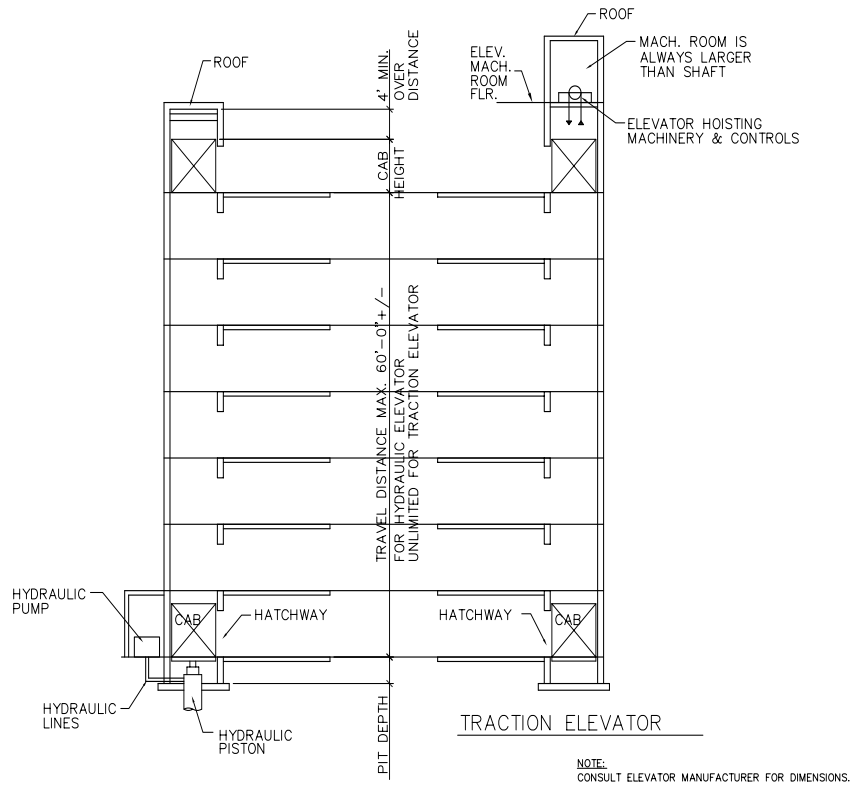 ROOF
MACH. ROOM IS
ALWAYS LARGER
THAN SHAFT
ELEV.
MACH.
ROOM
FLR.
ROOF
4' MIN.
OVER
DISTANCE
ELEVATOR HOISTING
MACHINERY & CONTROLS
CAB
HEIGHT
TRAVEL DISTANCE MAX. 60'-0"+/-
FOR HYDRAULIC ELEVATOR
UNLIMITED FOR TRACTION ELEVATOR
HYDRAULIC
PUMP
CAB
HATCHWAY
HATCHWAY
CAB
HYDRAULIC
LINES
HYDRAULIC
PISTON
PIT DEPTH
TRACTION ELEVATOR
NOTE:
CONSULT ELEVATOR MANUFACTURER FOR DIMENSIONS.